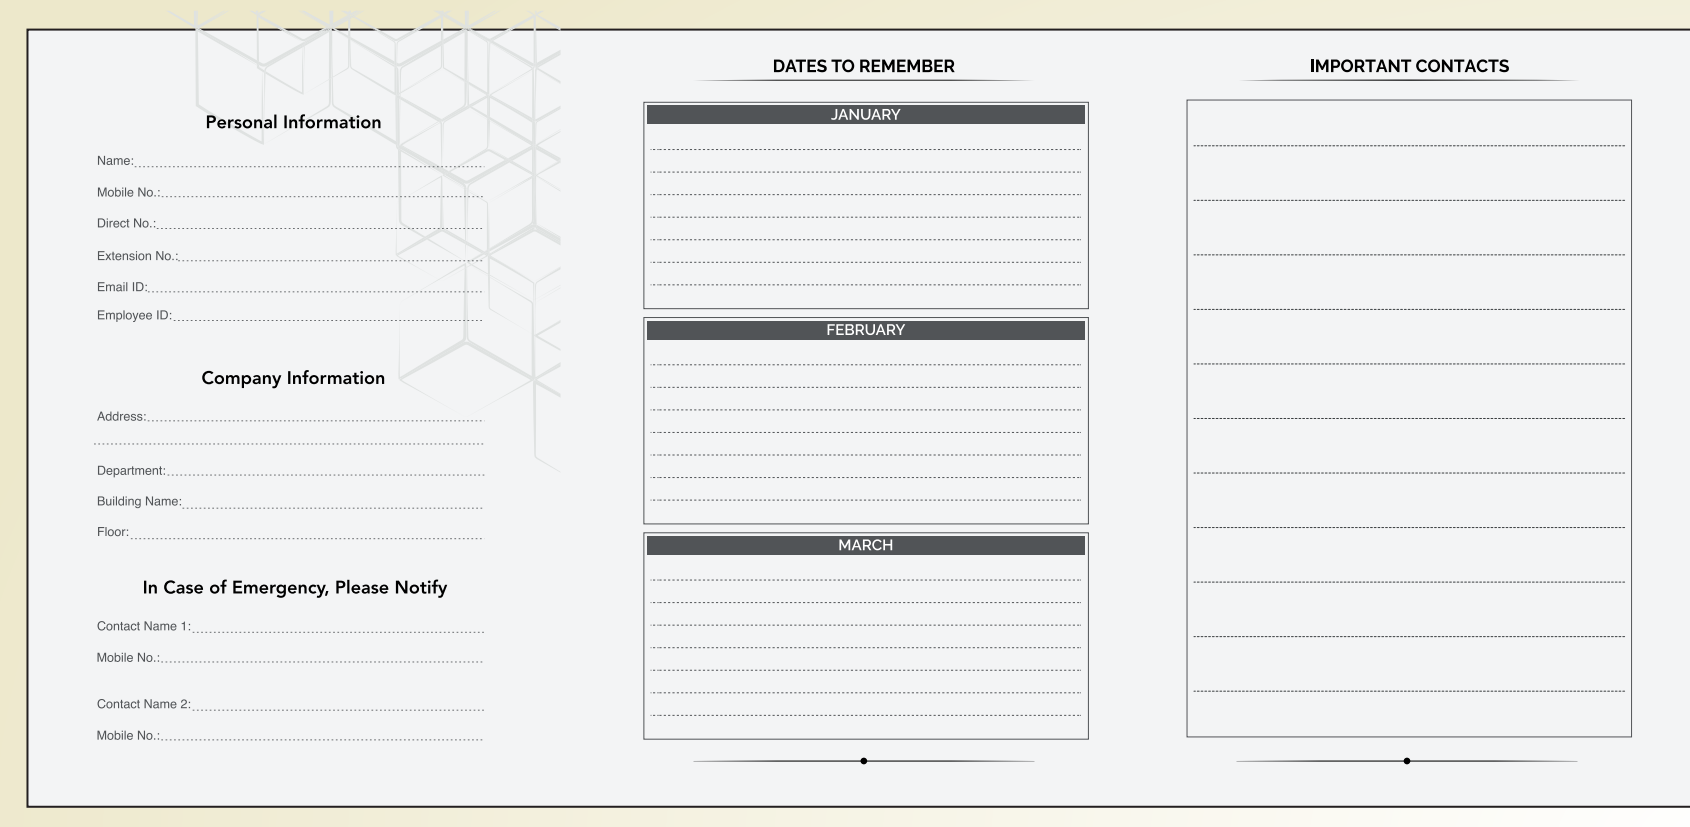 Personal Information
Name:
Mobile No.:
Direct No.:
Extension No.:
Email ID:
Employee ID:
Company Information
Address:
Department:
Building Name:
Floor:
In Case of Emergency, Please Notify
Contact Name 1:
Mobile No.:
Contact Name 2:
Mobile No.:
DATES TO REMEMBER
JANUARY
FEBRUARY
MARCH
IMPORTANT CONTACTS